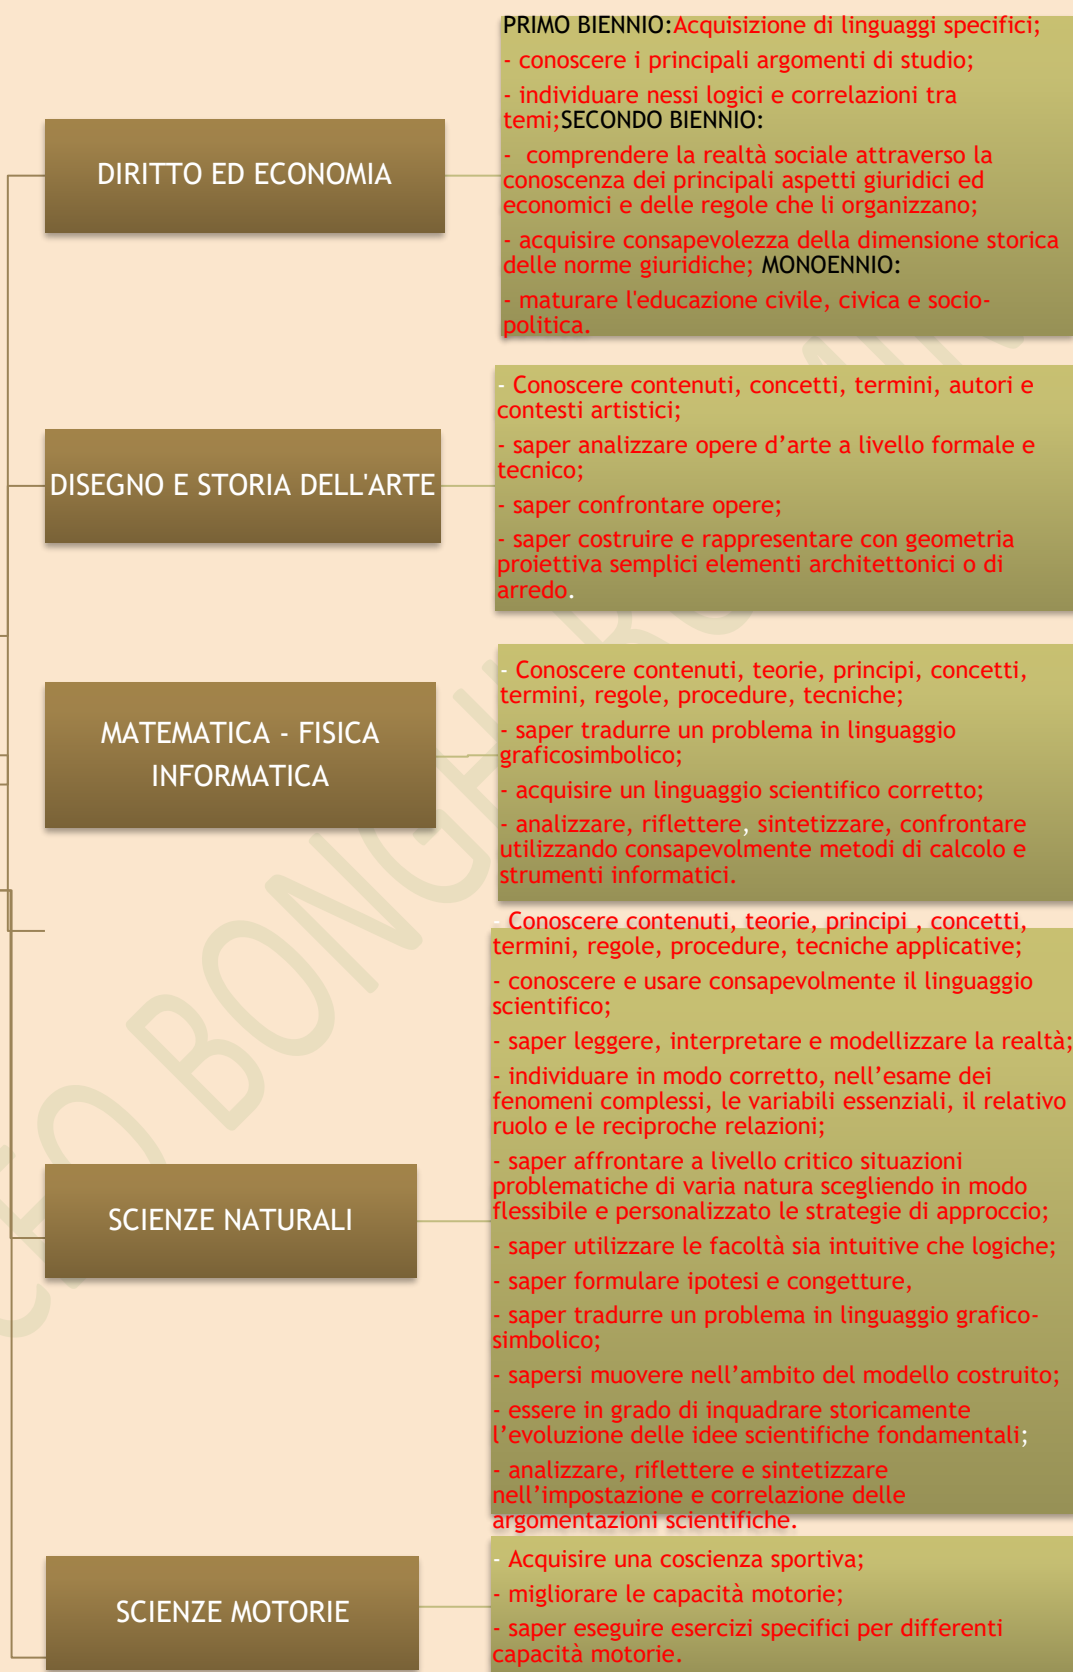 DIRITTO ED ECONOMIA
PRIMO BIENNIO:Acquisizione di linguaggi specifici;
- conoscere i principali argomenti di studio;
- individuare nessi logici e correlazioni tra
temi;SECONDO BIENNIO:
- comprendere la realtà sociale attraverso la
conoscenza dei principali aspetti giuridici ed
economici e delle regole che li organizzano;
- acquisire consapevolezza della dimensione storica
delle norme giuridiche; MONOENNIO:
- maturare l'educazione civile, civica e socio-
politica.
DISEGNO E STORIA DELL'ARTE
- Conoscere contenuti, concetti, termini, autori e
contesti artistici;
- saper analizzare opere d’arte a livello formale e
tecnico;
- saper confrontare opere;
- saper costruire e rappresentare con geometria
proiettiva semplici elementi architettonici o di
arredo.
MATEMATICA - FISICA
INFORMATICA
- Conoscere contenuti, teorie, principi, concetti,
termini, regole, procedure, tecniche;
- saper tradurre un problema in linguaggio
graficosimbolico;
- acquisire un linguaggio scientifico corretto;
- analizzare, riflettere, sintetizzare, confrontare
utilizzando consapevolmente metodi di calcolo e
strumenti informatici.
SCIENZE NATURALI
- Conoscere contenuti, teorie, principi , concetti,
termini, regole, procedure, tecniche applicative;
- conoscere e usare consapevolmente il linguaggio
scientifico;
- saper leggere, interpretare e modellizzare la realtà;
- individuare in modo corretto, nell’esame dei
fenomeni complessi, le variabili essenziali, il relativo
ruolo e le reciproche relazioni;
- saper affrontare a livello critico situazioni
problematiche di varia natura scegliendo in modo
flessibile e personalizzato le strategie di approccio;
- saper utilizzare le facoltà sia intuitive che logiche;
- saper formulare ipotesi e congetture,
- saper tradurre un problema in linguaggio grafico-
simbolico;
- sapersi muovere nell’ambito del modello costruito;
- essere in grado di inquadrare storicamente
l’evoluzione delle idee scientifiche fondamentali;
- analizzare, riflettere e sintetizzare
nell’impostazione e correlazione delle
argomentazioni scientifiche.
SCIENZE MOTORIE
- Acquisire una coscienza sportiva;
- migliorare le capacità motorie;
- saper eseguire esercizi specifici per differenti
capacità motorie.